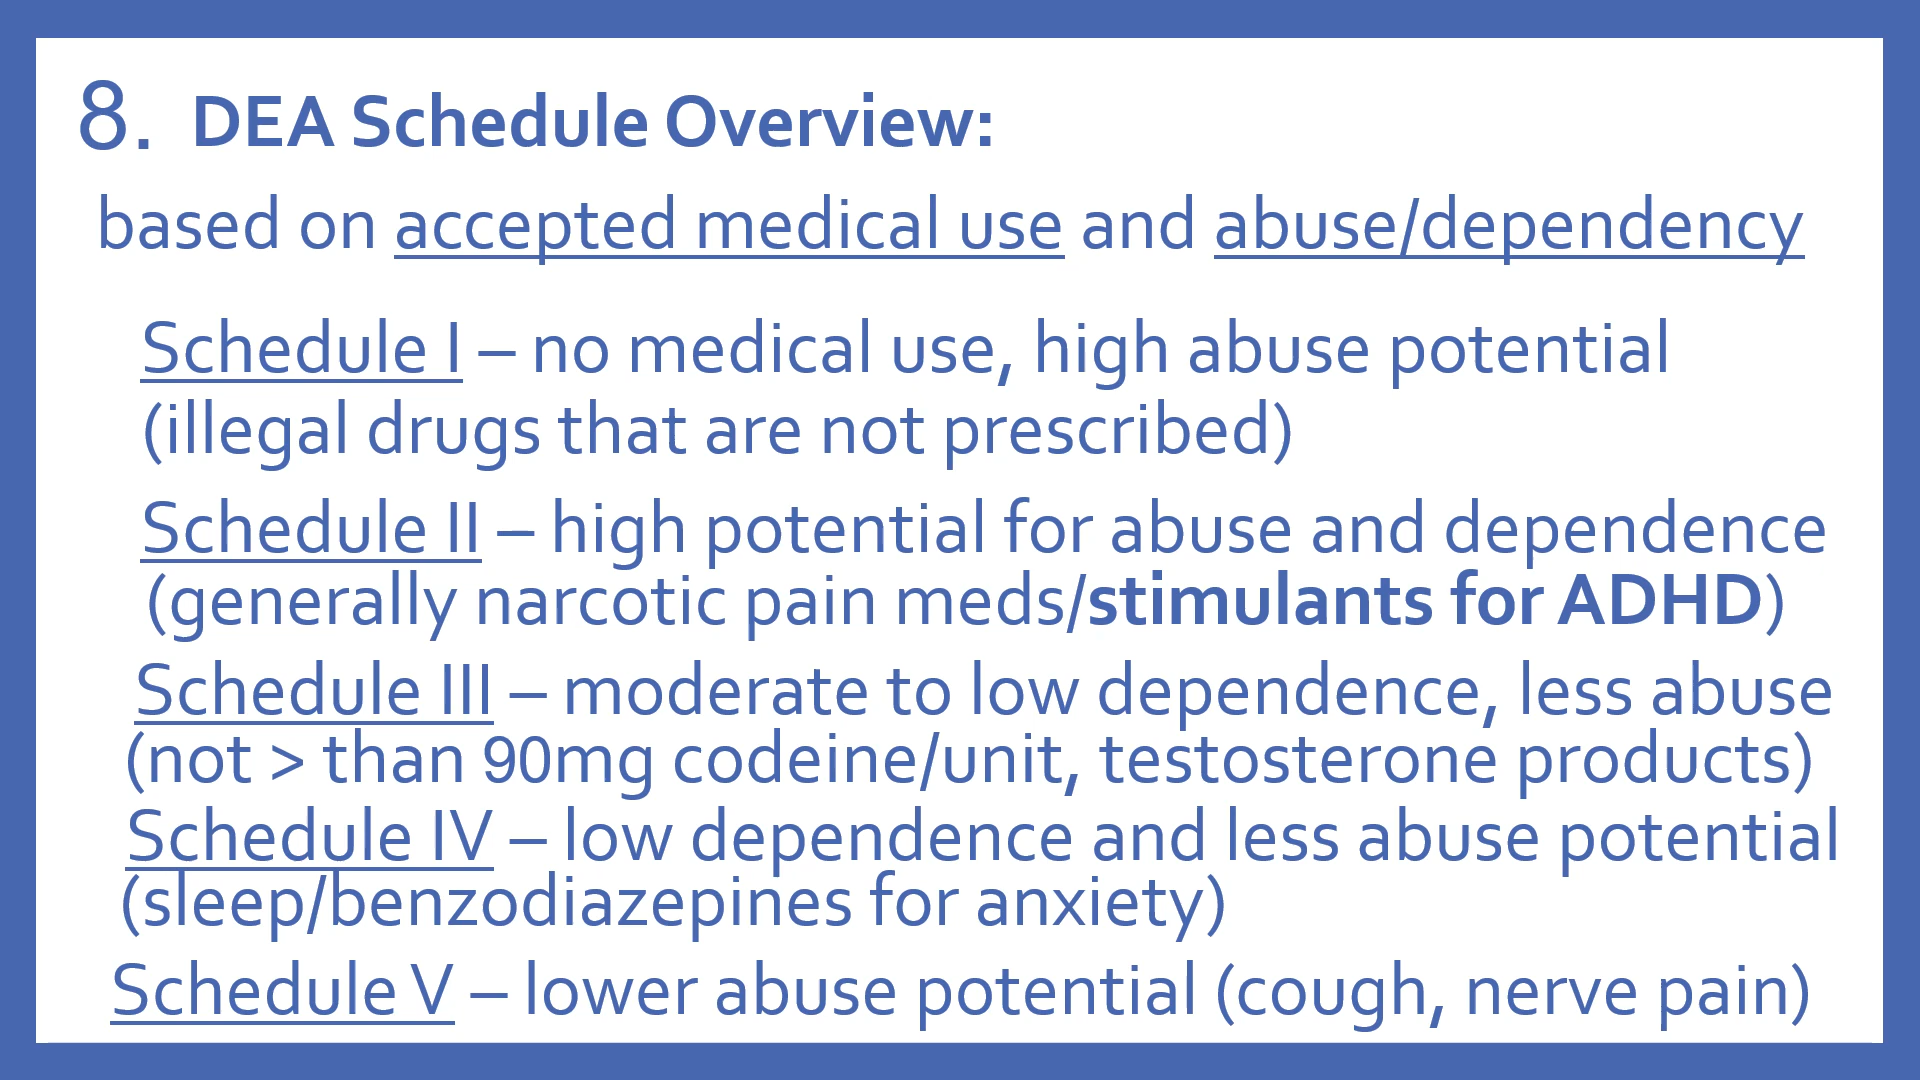 8. DEA Schedule Overview:
based on accepted medical use and abuse/dependency
Schedule I – no medical use, high abuse potential
(illegal drugs that are not prescribed)
Schedule II – high potential for abuse and dependence
(generally narcotic pain meds/stimulants for ADHD)
Schedule III – moderate to low dependence, less abuse
(not > than 90mg codeine/unit, testosterone products)
Schedule IV – low dependence and less abuse potential
(sleep/benzodiazepines for anxiety)
Schedule V – lower abuse potential (cough, nerve pain)